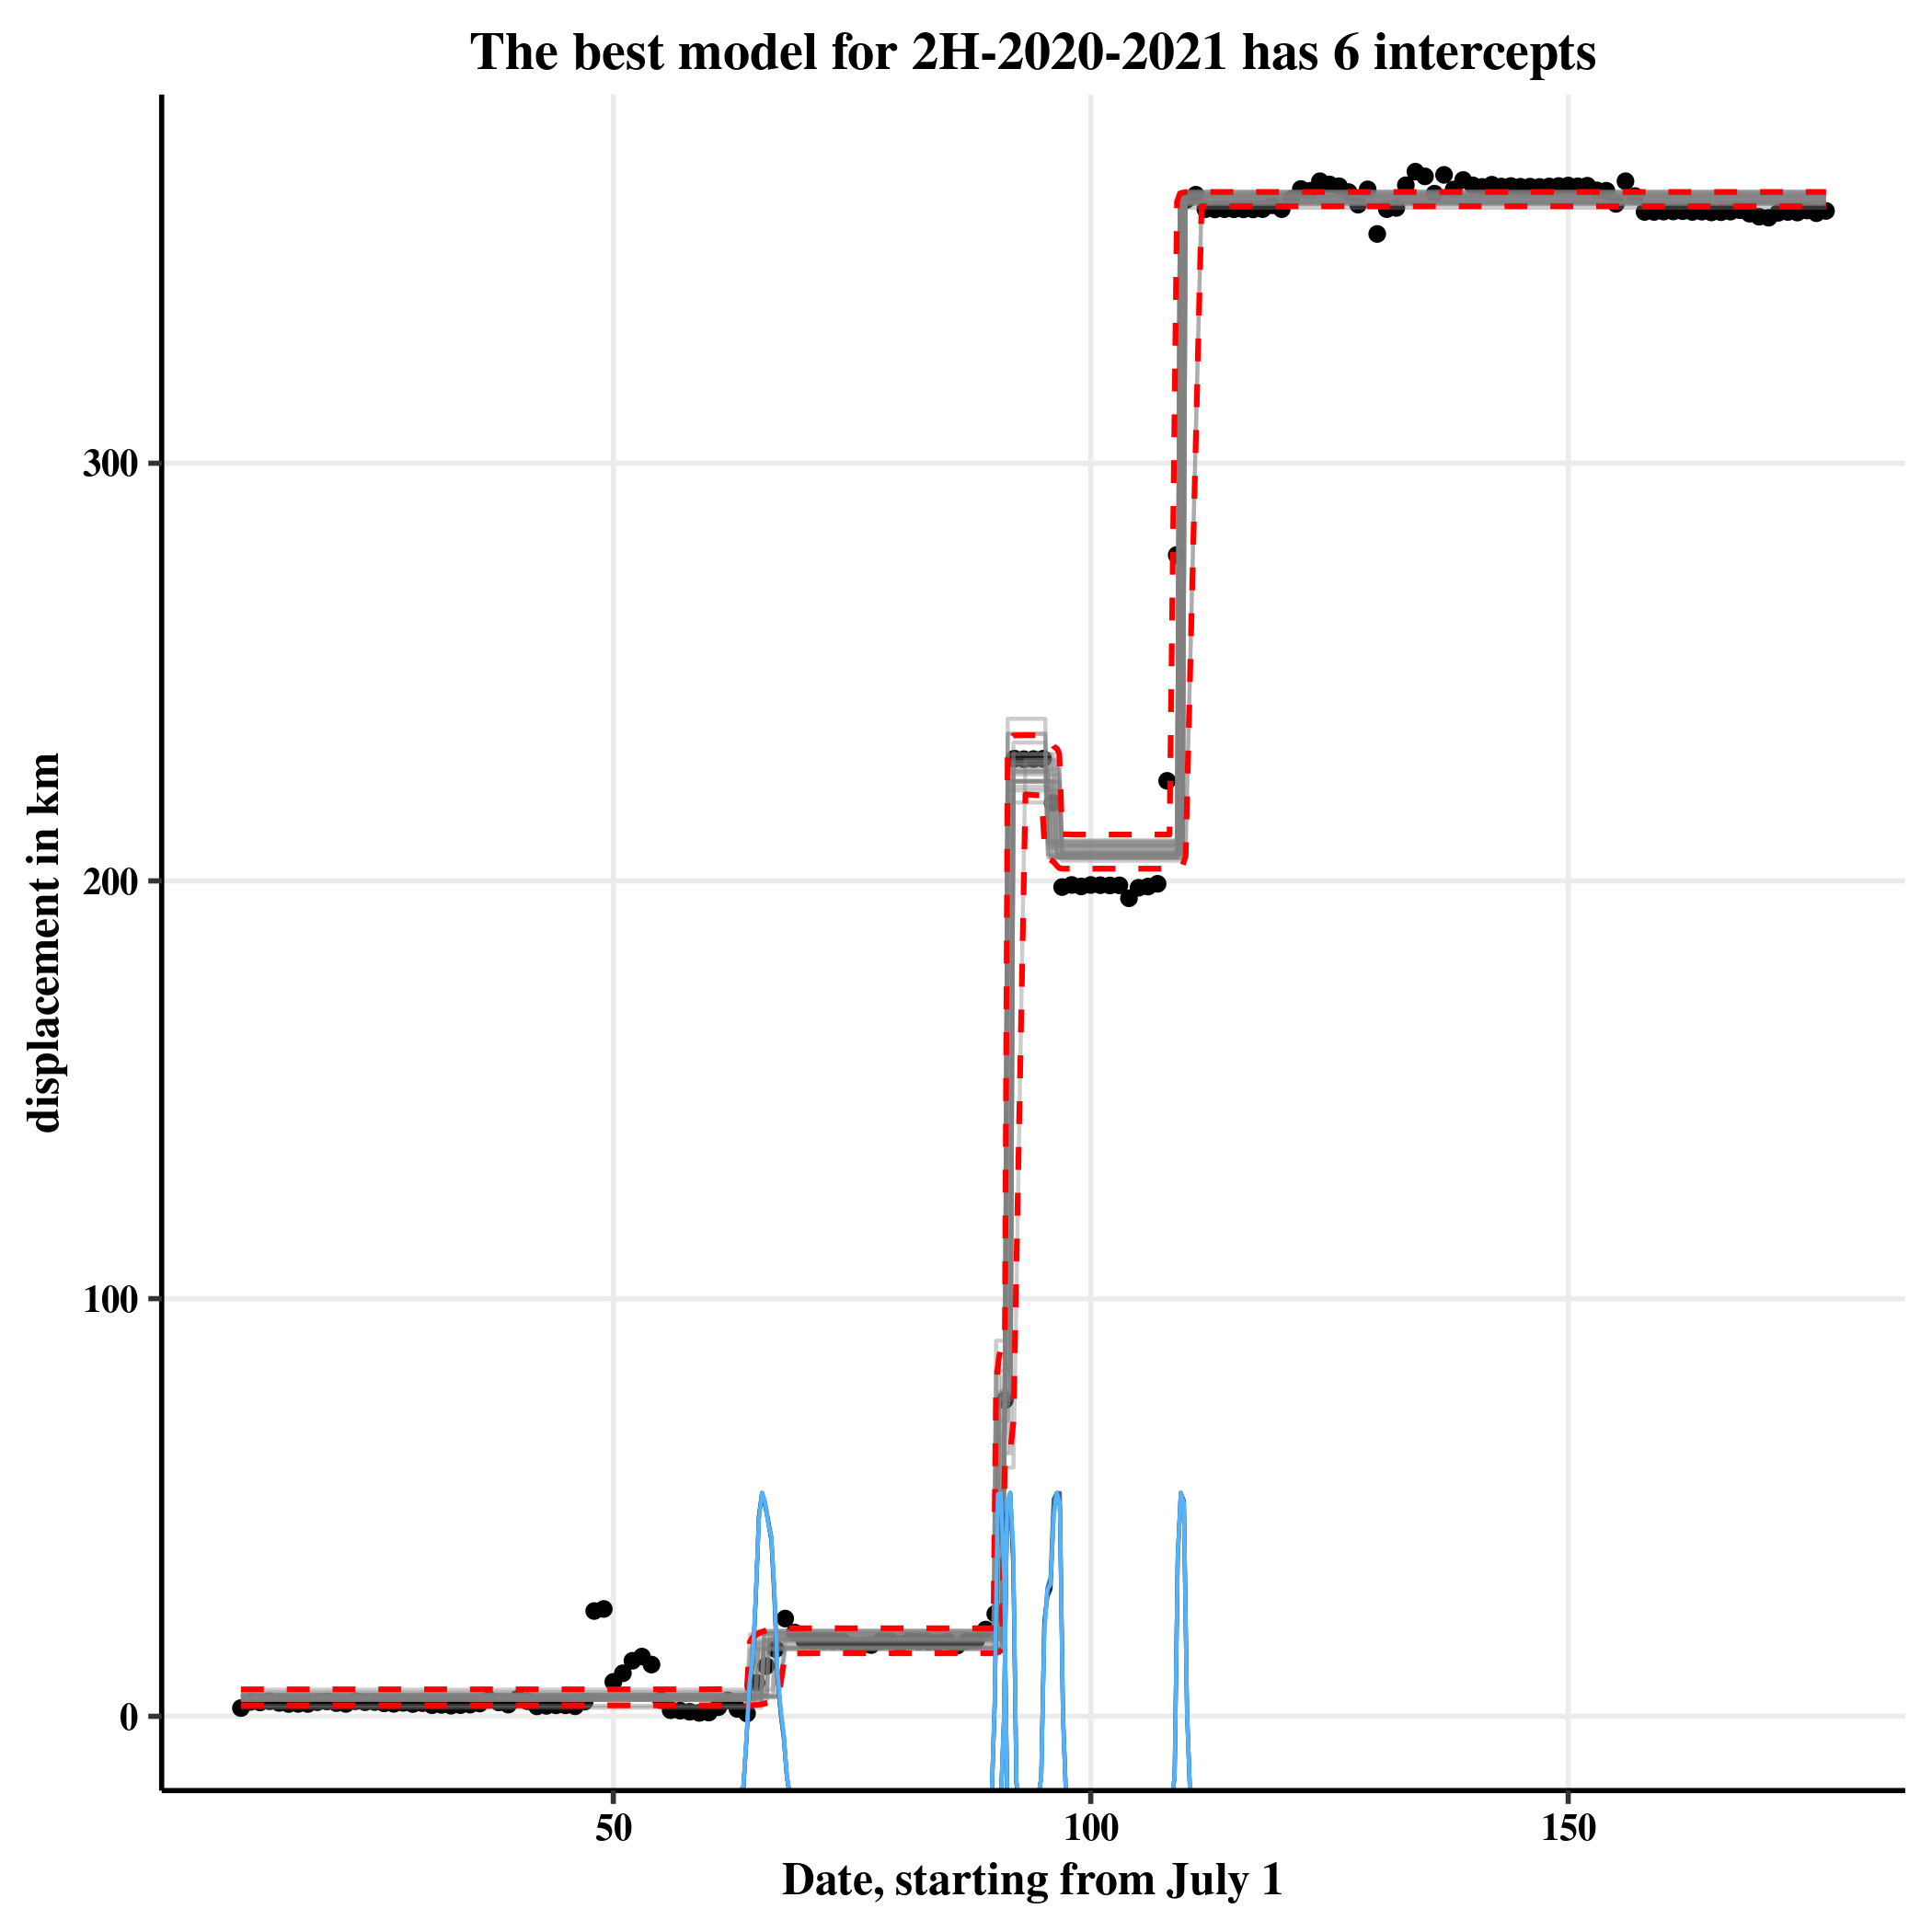 The best model for 2H-2020-2021 has 6 intercepts
displacement in km
300
200
100
0
50
100
150
Date, starting from July 1